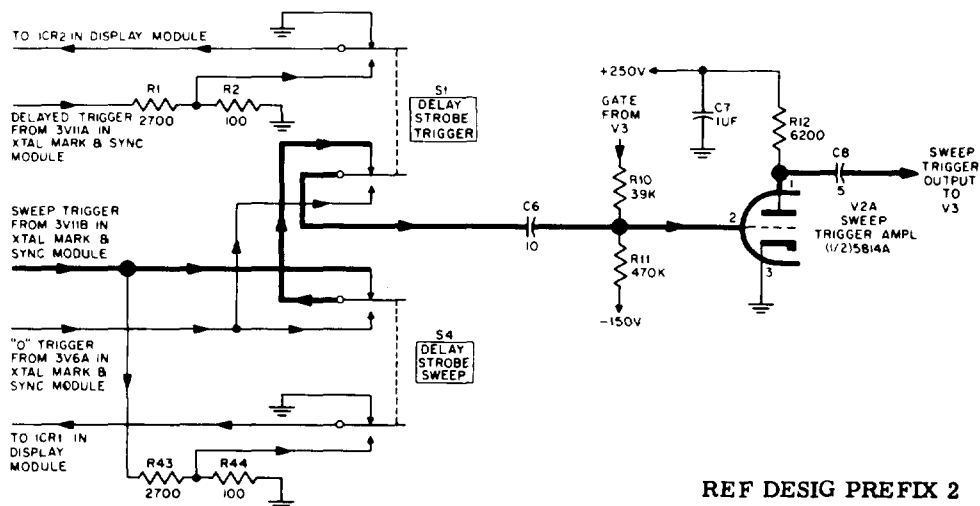 TO 1CR2 IN DISPLAY MODULE
R1
2700
R2
100
DELAYED TRIGGER
FROM 3V11A IN
XTAL MARK & SYNC
MODULE
S1
DELAY
STROBE
TRIGGER
SWEEP TRIGGER
FROM 3V11B IN
XTAL MARK &
SYNC MODULE
"0" TRIGGER
FROM 3V6A IN
XTAL MARK &
SYNC MODULE
S4
DELAY
STROBE
SWEEP
TO 1CR1 IN
DISPLAY
MODULE
R43
2700
R44
100
C6
10
+250V
GATE
FROM
V3
C7
1UF
R12
6200
R10
39K
R11
470K
-150V
C8
5
SWEEP
TRIGGER
OUTPUT
TO
V3
1
2
3
V2A
SWEEP
TRIGGER AMPL
(1/2)5814A
REF DESIG PREFIX 2